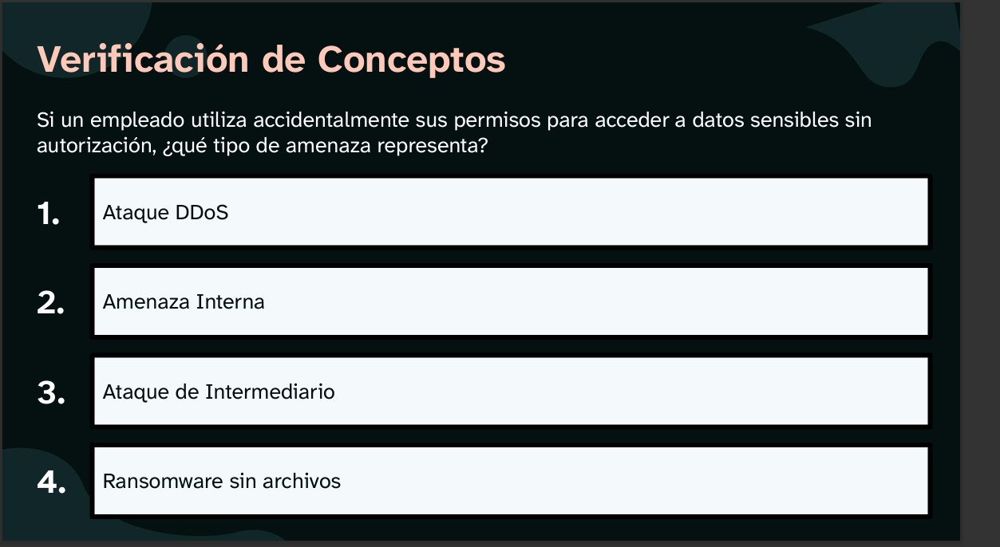 Verificación de Conceptos
Si un empleado utiliza accidentalmente sus permisos para acceder a datos sensibles sin
autorización, ¿qué tipo de amenaza representa?
1. Ataque DDoS
2. Amenaza Interna
3. Ataque de Intermediario
4. Ransomware sin archivos